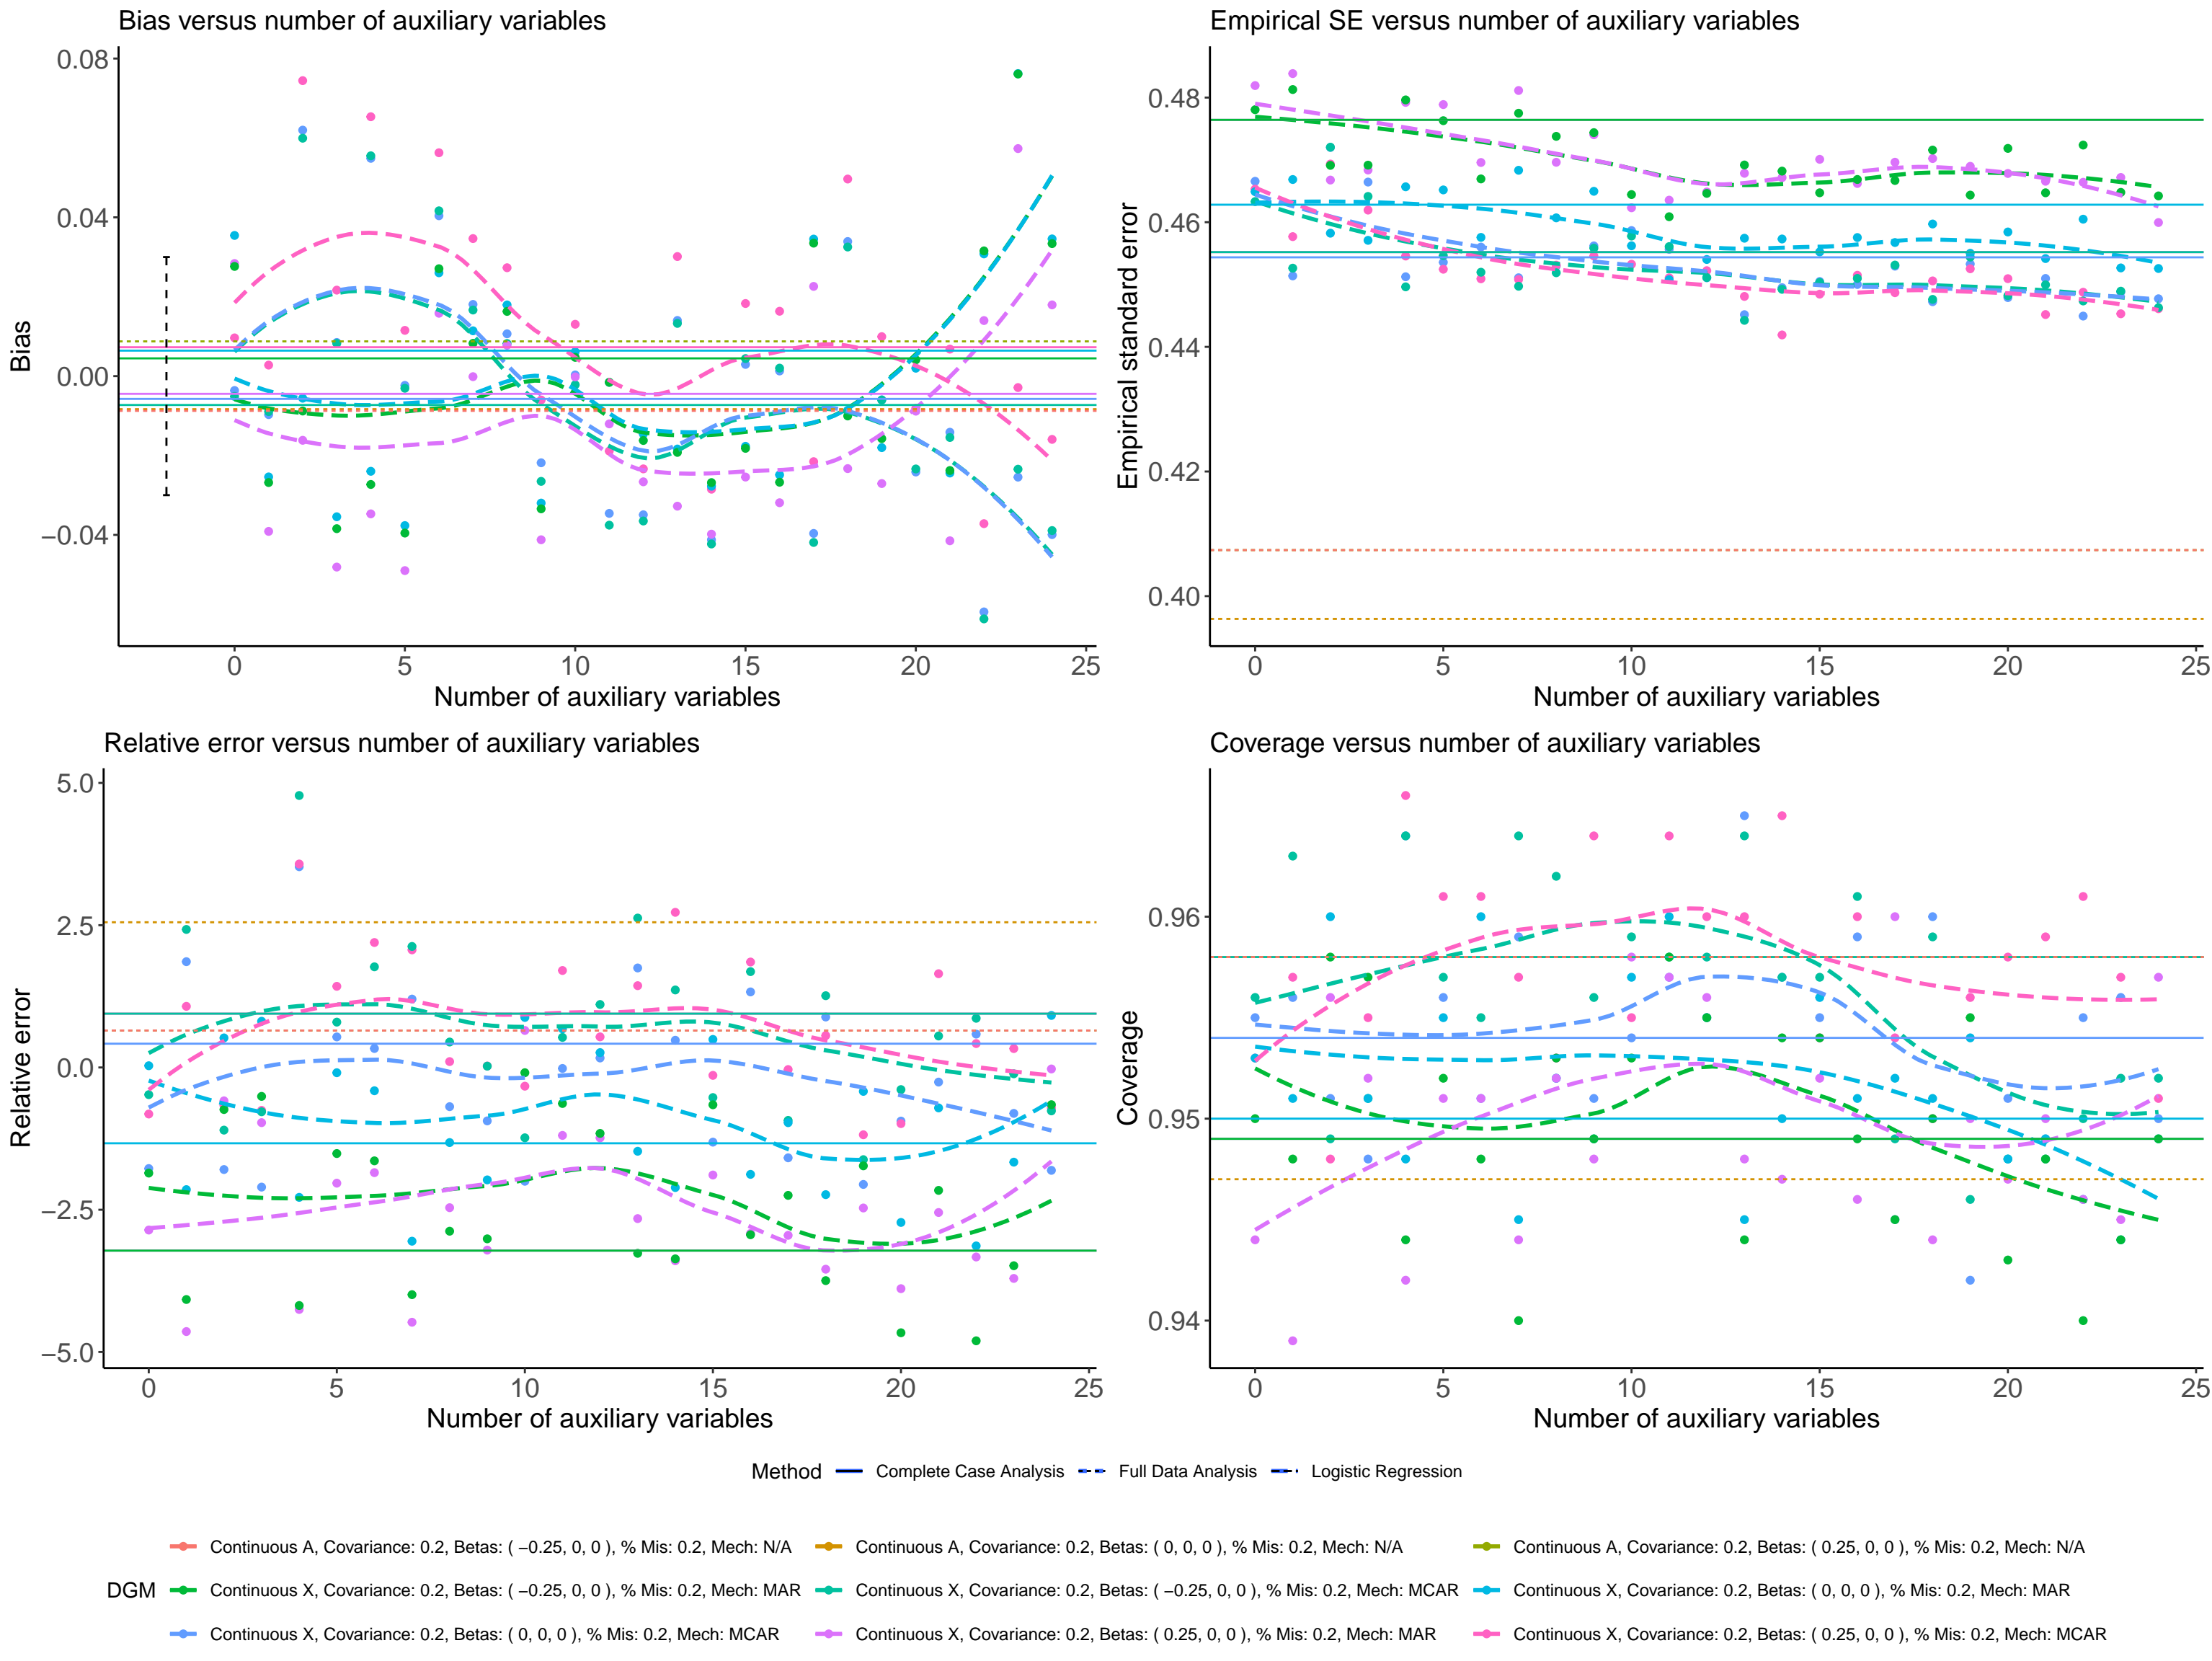 Bias versus number of auxiliary variables
Empirical SE versus number of auxiliary variables
0.08
0.04
0.00
−0.04
Bias
0 5 10 15 20 25
Number of auxiliary variables
0.48
0.46
0.44
0.42
0.40
Empirical standard error
0 5 10 15 20 25
Number of auxiliary variables
Relative error versus number of auxiliary variables
Coverage versus number of auxiliary variables
5.0
2.5
0.0
−2.5
−5.0
Relative error
0 5 10 15 20 25
Number of auxiliary variables
0.96
0.95
0.94
Coverage
0 5 10 15 20 25
Number of auxiliary variables
Method Complete Case Analysis Full Data Analysis Logistic Regression
Continuous A, Covariance: 0.2, Betas: ( −0.25, 0, 0 ), % Mis: 0.2, Mech: N/A Continuous A, Covariance: 0.2, Betas: ( 0, 0, 0 ), % Mis: 0.2, Mech: N/A Continuous A, Covariance: 0.2, Betas: ( 0.25, 0, 0 ), % Mis: 0.2, Mech: N/A
DGM Continuous X, Covariance: 0.2, Betas: ( −0.25, 0, 0 ), % Mis: 0.2, Mech: MAR Continuous X, Covariance: 0.2, Betas: ( −0.25, 0, 0 ), % Mis: 0.2, Mech: MCAR Continuous X, Covariance: 0.2, Betas: ( 0, 0, 0 ), % Mis: 0.2, Mech: MAR
Continuous X, Covariance: 0.2, Betas: ( 0, 0, 0 ), % Mis: 0.2, Mech: MCAR Continuous X, Covariance: 0.2, Betas: ( 0.25, 0, 0 ), % Mis: 0.2, Mech: MAR Continuous X, Covariance: 0.2, Betas: ( 0.25, 0, 0 ), % Mis: 0.2, Mech: MCAR